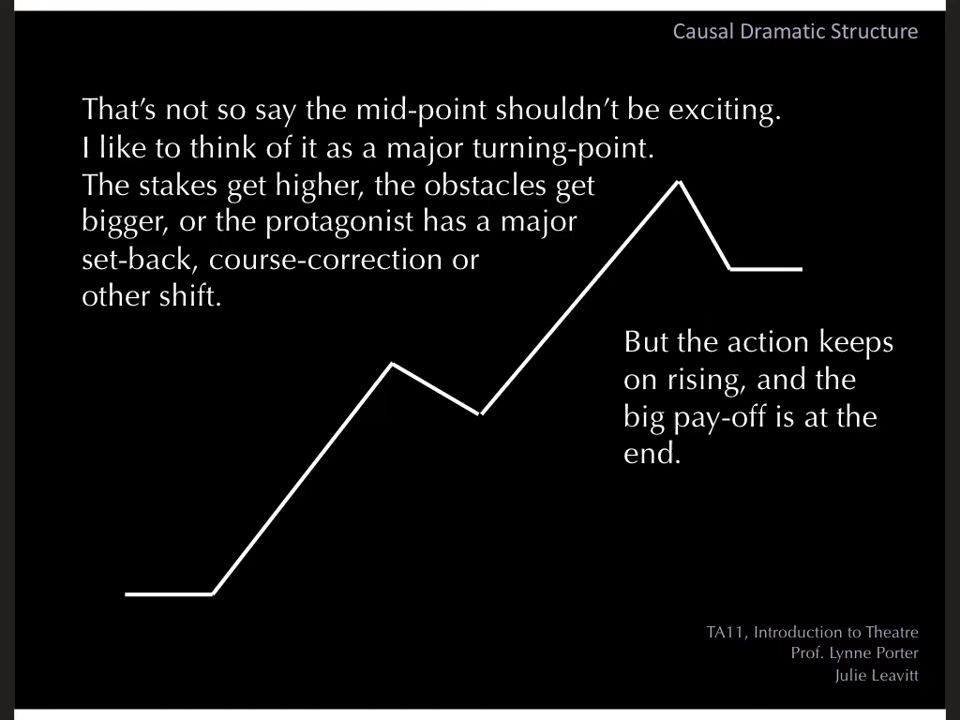 Causal Dramatic Structure
That's not so say the mid-point shouldn't be exciting.
I like to think of it as a major turning-point.
The stakes get higher, the obstacles get
bigger, or the protagonist has a major
set-back, course-correction or
other shift.
But the action keeps
on rising, and the
big pay-off is at the
end.
TA11, Introduction to Theatre
Prof. Lynne Porter
Julie Leavitt